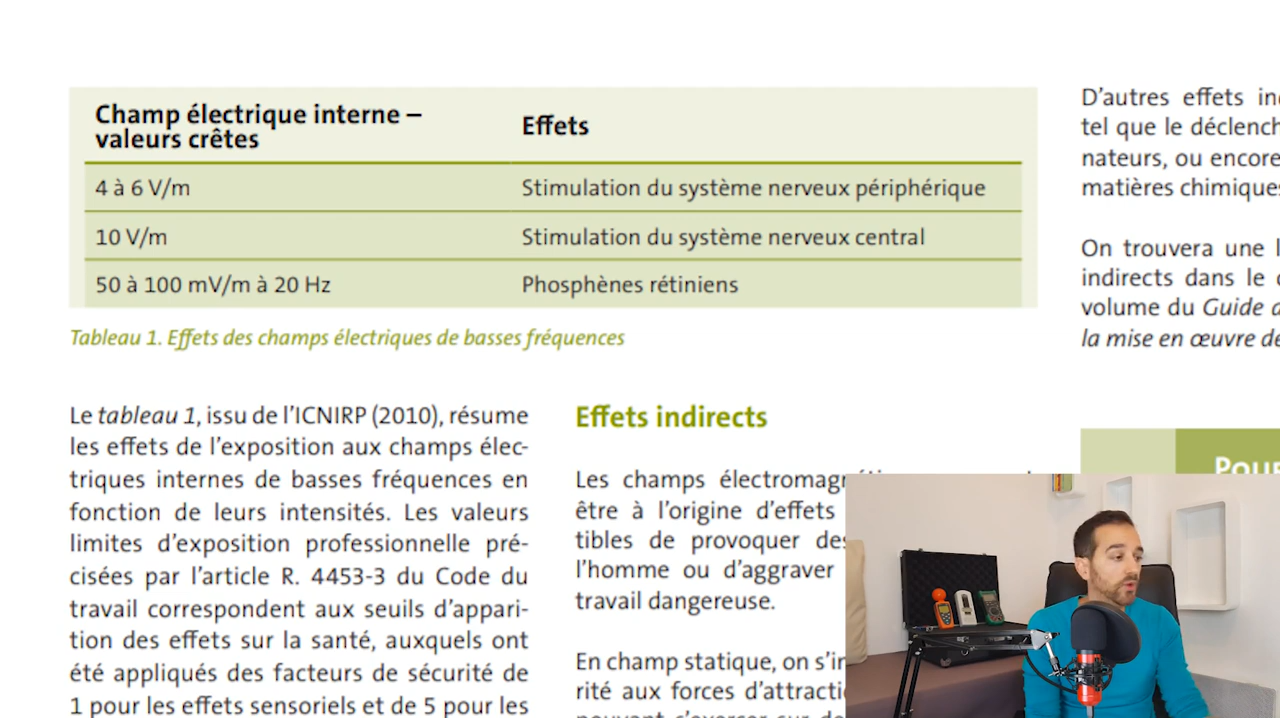 Champ électrique interne –
valeurs crêtes
Effets
4 à 6 V/m
Stimulation du système nerveux périphérique
10 V/m
Stimulation du système nerveux central
50 à 100 mV/m à 20 Hz
Phosphènes rétiniens
Tableau 1. Effets des champs électriques de basses fréquences
Le tableau 1, issu de l'ICNIRP (2010), résume
les effets de l'exposition aux champs élec-
triques internes de basses fréquences en
fonction de leurs intensités. Les valeurs
limites d'exposition professionnelle pré-
cisées par l'article R. 4453-3 du Code du
travail correspondent aux seuils d'appari-
tion des effets sur la santé, auxquels ont
été appliqués des facteurs de sécurité de
1 pour les effets sensoriels et de 5 pour les
Effets indirects
Les champs
être à l'origine d'effets
tibles de provoquer
l'homme ou d'aggraver
travail dangereuse.
En champ statique, on
rité aux forces
D'autres effets
tel que le
nateurs, ou encore
matières chimiques
On trouvera une
indirects dans le
volume du Guide
la mise en œuvre